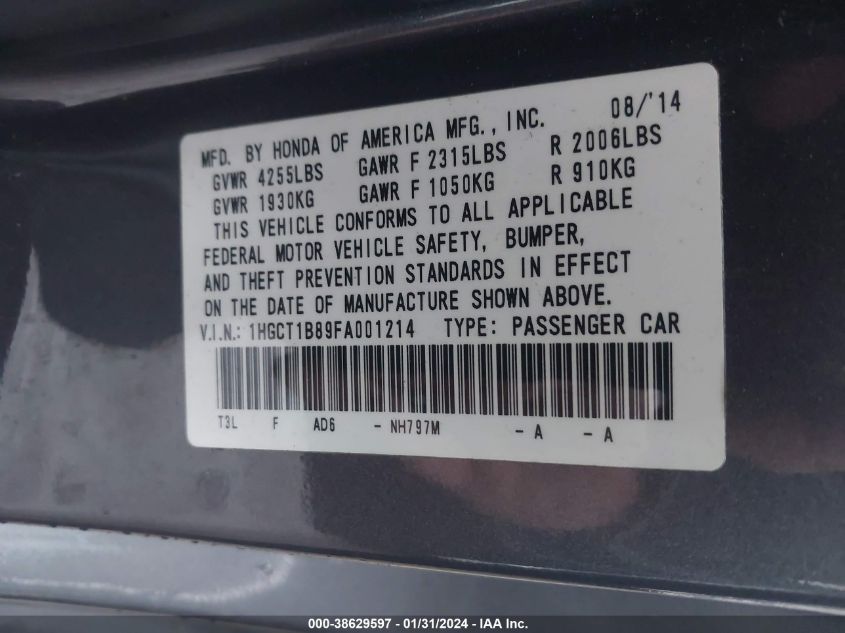 08/'14
MFD. BY HONDA OF AMERICA MFG., INC.
GVWR 4255LBS GAWR F 2315LBS R 2006LBS
GVWR 1930KG GAWR F 1050KG R 910KG
THIS VEHICLE CONFORMS TO ALL APPLICABLE
FEDERAL MOTOR VEHICLE SAFETY, BUMPER,
AND THEFT PREVENTION STANDARDS IN EFFECT
ON THE DATE OF MANUFACTURE SHOWN ABOVE.
V.I.N.: 1HGCT1B89FA001214 TYPE: PASSENGER CAR
T3L F AD6 - NH797M - A - A
000-38629597 - 01/31/2024 - IAA Inc.